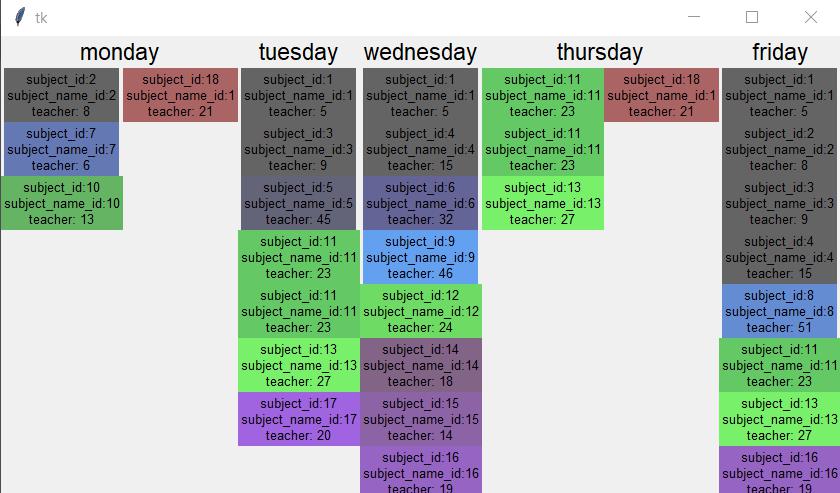 tk
monday tuesday wednesday thursday friday
subject_id:2
subject_name_id:2
teacher: 8
subject_id:7
subject_name_id:7
teacher: 6
subject_id:10
subject_name_id:10
teacher: 13
subject_id:18
subject_name_id:1
teacher: 21
subject_id:1
subject_name_id:1
teacher: 5
subject_id:3
subject_name_id:3
teacher: 9
subject_id:5
subject_name_id:5
teacher: 45
subject_id:11
subject_name_id:11
teacher: 23
subject_id:11
subject_name_id:11
teacher: 23
subject_id:13
subject_name_id:13
teacher: 27
subject_id:17
subject_name_id:17
teacher: 20
subject_id:1
subject_name_id:1
teacher: 5
subject_id:4
subject_name_id:4
teacher: 15
subject_id:6
subject_name_id:6
teacher: 32
subject_id:9
subject_name_id:9
teacher: 46
subject_id:12
subject_name_id:12
teacher: 24
subject_id:14
subject_name_id:14
teacher: 18
subject_id:15
subject_name_id:15
teacher: 14
subject_id:16
subject_name_id:16
teacher: 19
subject_id:11
subject_name_id:11
teacher: 23
subject_id:11
subject_name_id:11
teacher: 23
subject_id:13
subject_name_id:13
teacher: 27
subject_id:18
subject_name_id:1
teacher: 21
subject_id:1
subject_name_id:1
teacher: 5
subject_id:2
subject_name_id:2
teacher: 8
subject_id:3
subject_name_id:3
teacher: 9
subject_id:4
subject_name_id:4
teacher: 15
subject_id:8
subject_name_id:8
teacher: 51
subject_id:11
subject_name_id:11
teacher: 23
subject_id:13
subject_name_id:13
teacher: 27
subject_id:16
subject_name_id:16
teacher: 19